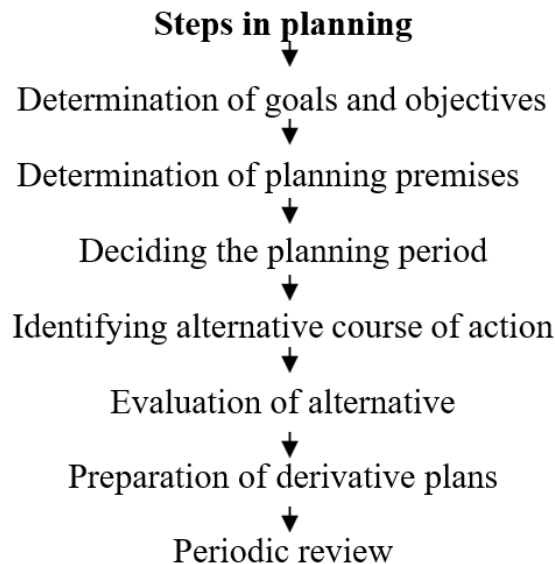 Steps in planning
Determination of goals and objectives
Determination of planning premises
Deciding the planning period
Identifying alternative course of action
Evaluation of alternative
Preparation of derivative plans
Periodic review